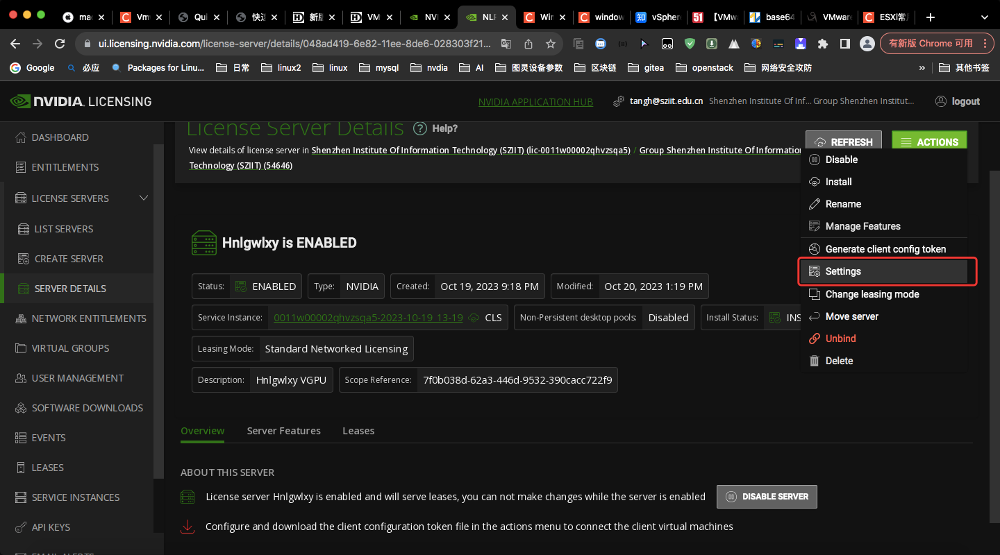 mac
Vmv
Qui
快速
新版
VM
NVI
NLP
Win
window
知 vSphere
51 【VMwa
base64
VMware
ESXi常用
ui.licensing.nvidia.com/license-server/details/048ad419-6e82-11ee-8de6-028303f21...
有新版 Chrome 可用
Google
必应
Packages for Linu...
日常
linux2
linux
mysql
nvdia
AI
图灵设备参数
区块链
gitea
openstack
网络安全攻防
»
其他书签
NVIDIA. LICENSING
NVIDIA APPLICATION HUB
tangh@sziit.edu.cn
Shenzhen Institute Of Inf... Group Shenzhen Institut...
logout
DASHBOARD
ENTITLEMENTS
LICENSE SERVERS
LIST SERVERS
CREATE SERVER
SERVER DETAILS
NETWORK ENTITLEMENTS
VIRTUAL GROUPS
USER MANAGEMENT
SOFTWARE DOWNLOADS
EVENTS
LEASES
SERVICE INSTANCES
API KEYS
EMAIL ALERTS
License Server Details
? Help?
View details of license server in Shenzhen Institute Of Information Technology (SZIIT) (lic-0011w00002qhvzsqa5) / Group Shenzhen Institute Of Information
Technology (SZIIT) (54646)
REFRESH
ACTIONS
Disable
Install
Rename
Manage Features
Generate client config token
Settings
Change leasing mode
Move server
Unbind
Delete
Hnlgwlxy is ENABLED
Status: ENABLED
Type: NVIDIA
Created: Oct 19, 2023 9:18 PM
Modified: Oct 20, 2023 1:19 PM
Service Instance: 0011w00002qhvzsqa5-2023-10-19_13-19 CLS
Non-Persistent desktop pools: Disabled
Install Status: INS
Leasing Mode: Standard Networked Licensing
Description: Hnlgwlxy VGPU
Scope Reference: 7f0b038d-62a3-446d-9532-390cacc722f9
Overview
Server Features
Leases
ABOUT THIS SERVER
License server Hnlgwlxy is enabled and will serve leases, you can not make changes while the server is enabled
DISABLE SERVER
Configure and download the client configuration token file in the actions menu to connect the client virtual machines